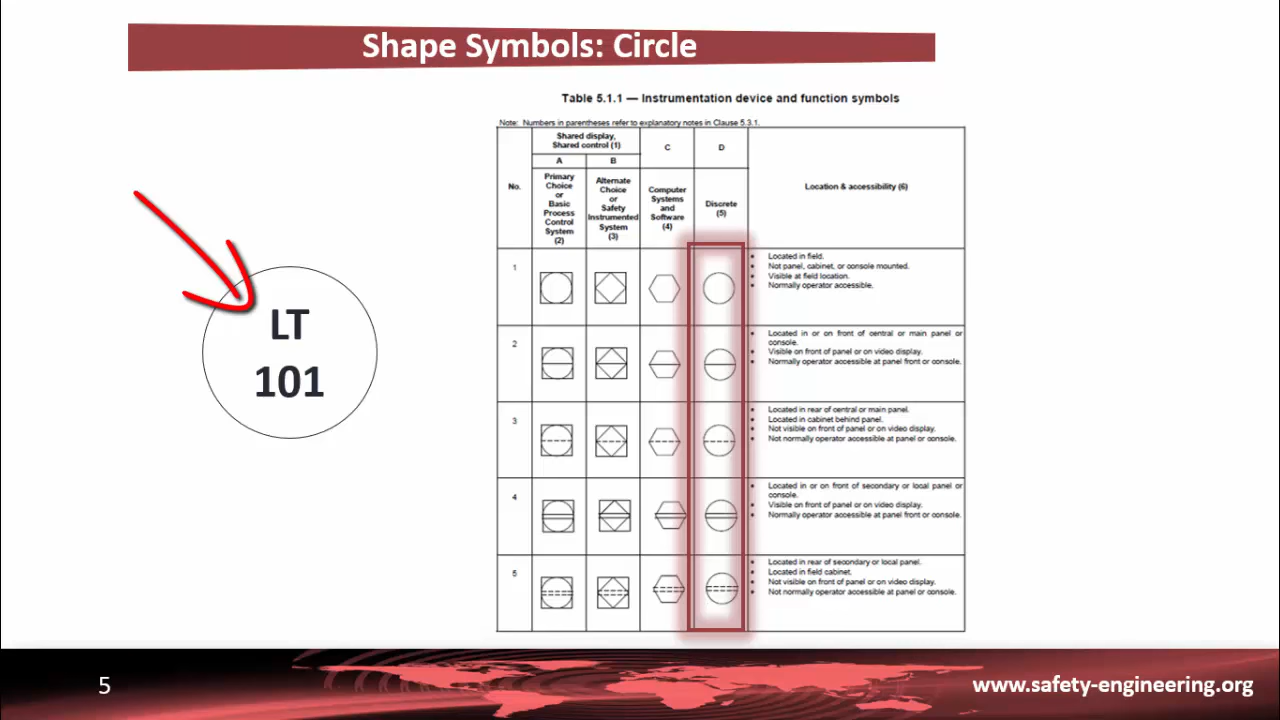 Shape Symbols: Circle
LT
101
Table 5.1.1 — Instrumentation device and function symbols
Note: Numbers in parentheses refer to explanatory notes in Clause 5.3.1.
No.
Shared display,
Shared control (1)
A
B
C
D
Primary
Choice
or
Basic
Process
Control
System
(2)
Alternate
Choice
or
Safety
Instrumented
System
(3)
Computer
Systems
and
Software
(4)
Discrete
(5)
Location & accessibility (6)
1
• Located in field.
• Not panel, cabinet, or console mounted.
• Visible at field location.
• Normally operator accessible.
2
• Located in or on front of central or main panel or
console.
• Visible on front of panel or on video display.
• Normally operator accessible at panel front or console.
3
• Located in rear of central or main panel.
• Located in cabinet behind panel.
• Not visible on front of panel or on video display.
• Not normally operator accessible at panel or console.
4
• Located in or on front of secondary or local panel or
console.
• Visible on front of panel or on video display.
• Normally operator accessible at panel front or console.
5
• Located in rear of secondary or local panel.
• Located in field cabinet.
• Not visible on front of panel or on video display.
• Not normally operator accessible at panel or console.
5
www.safety-engineering.org